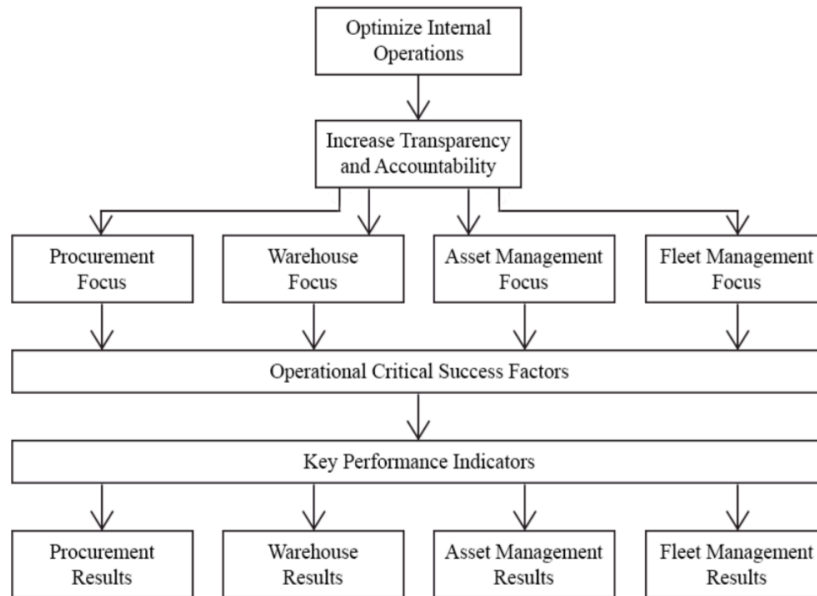 Optimize Internal
Operations
Increase Transparency
and Accountability
Procurement
Focus
Warehouse
Focus
Asset Management
Focus
Fleet Management
Focus
Operational Critical Success Factors
Key Performance Indicators
Procurement
Results
Warehouse
Results
Asset Management
Results
Fleet Management
Results